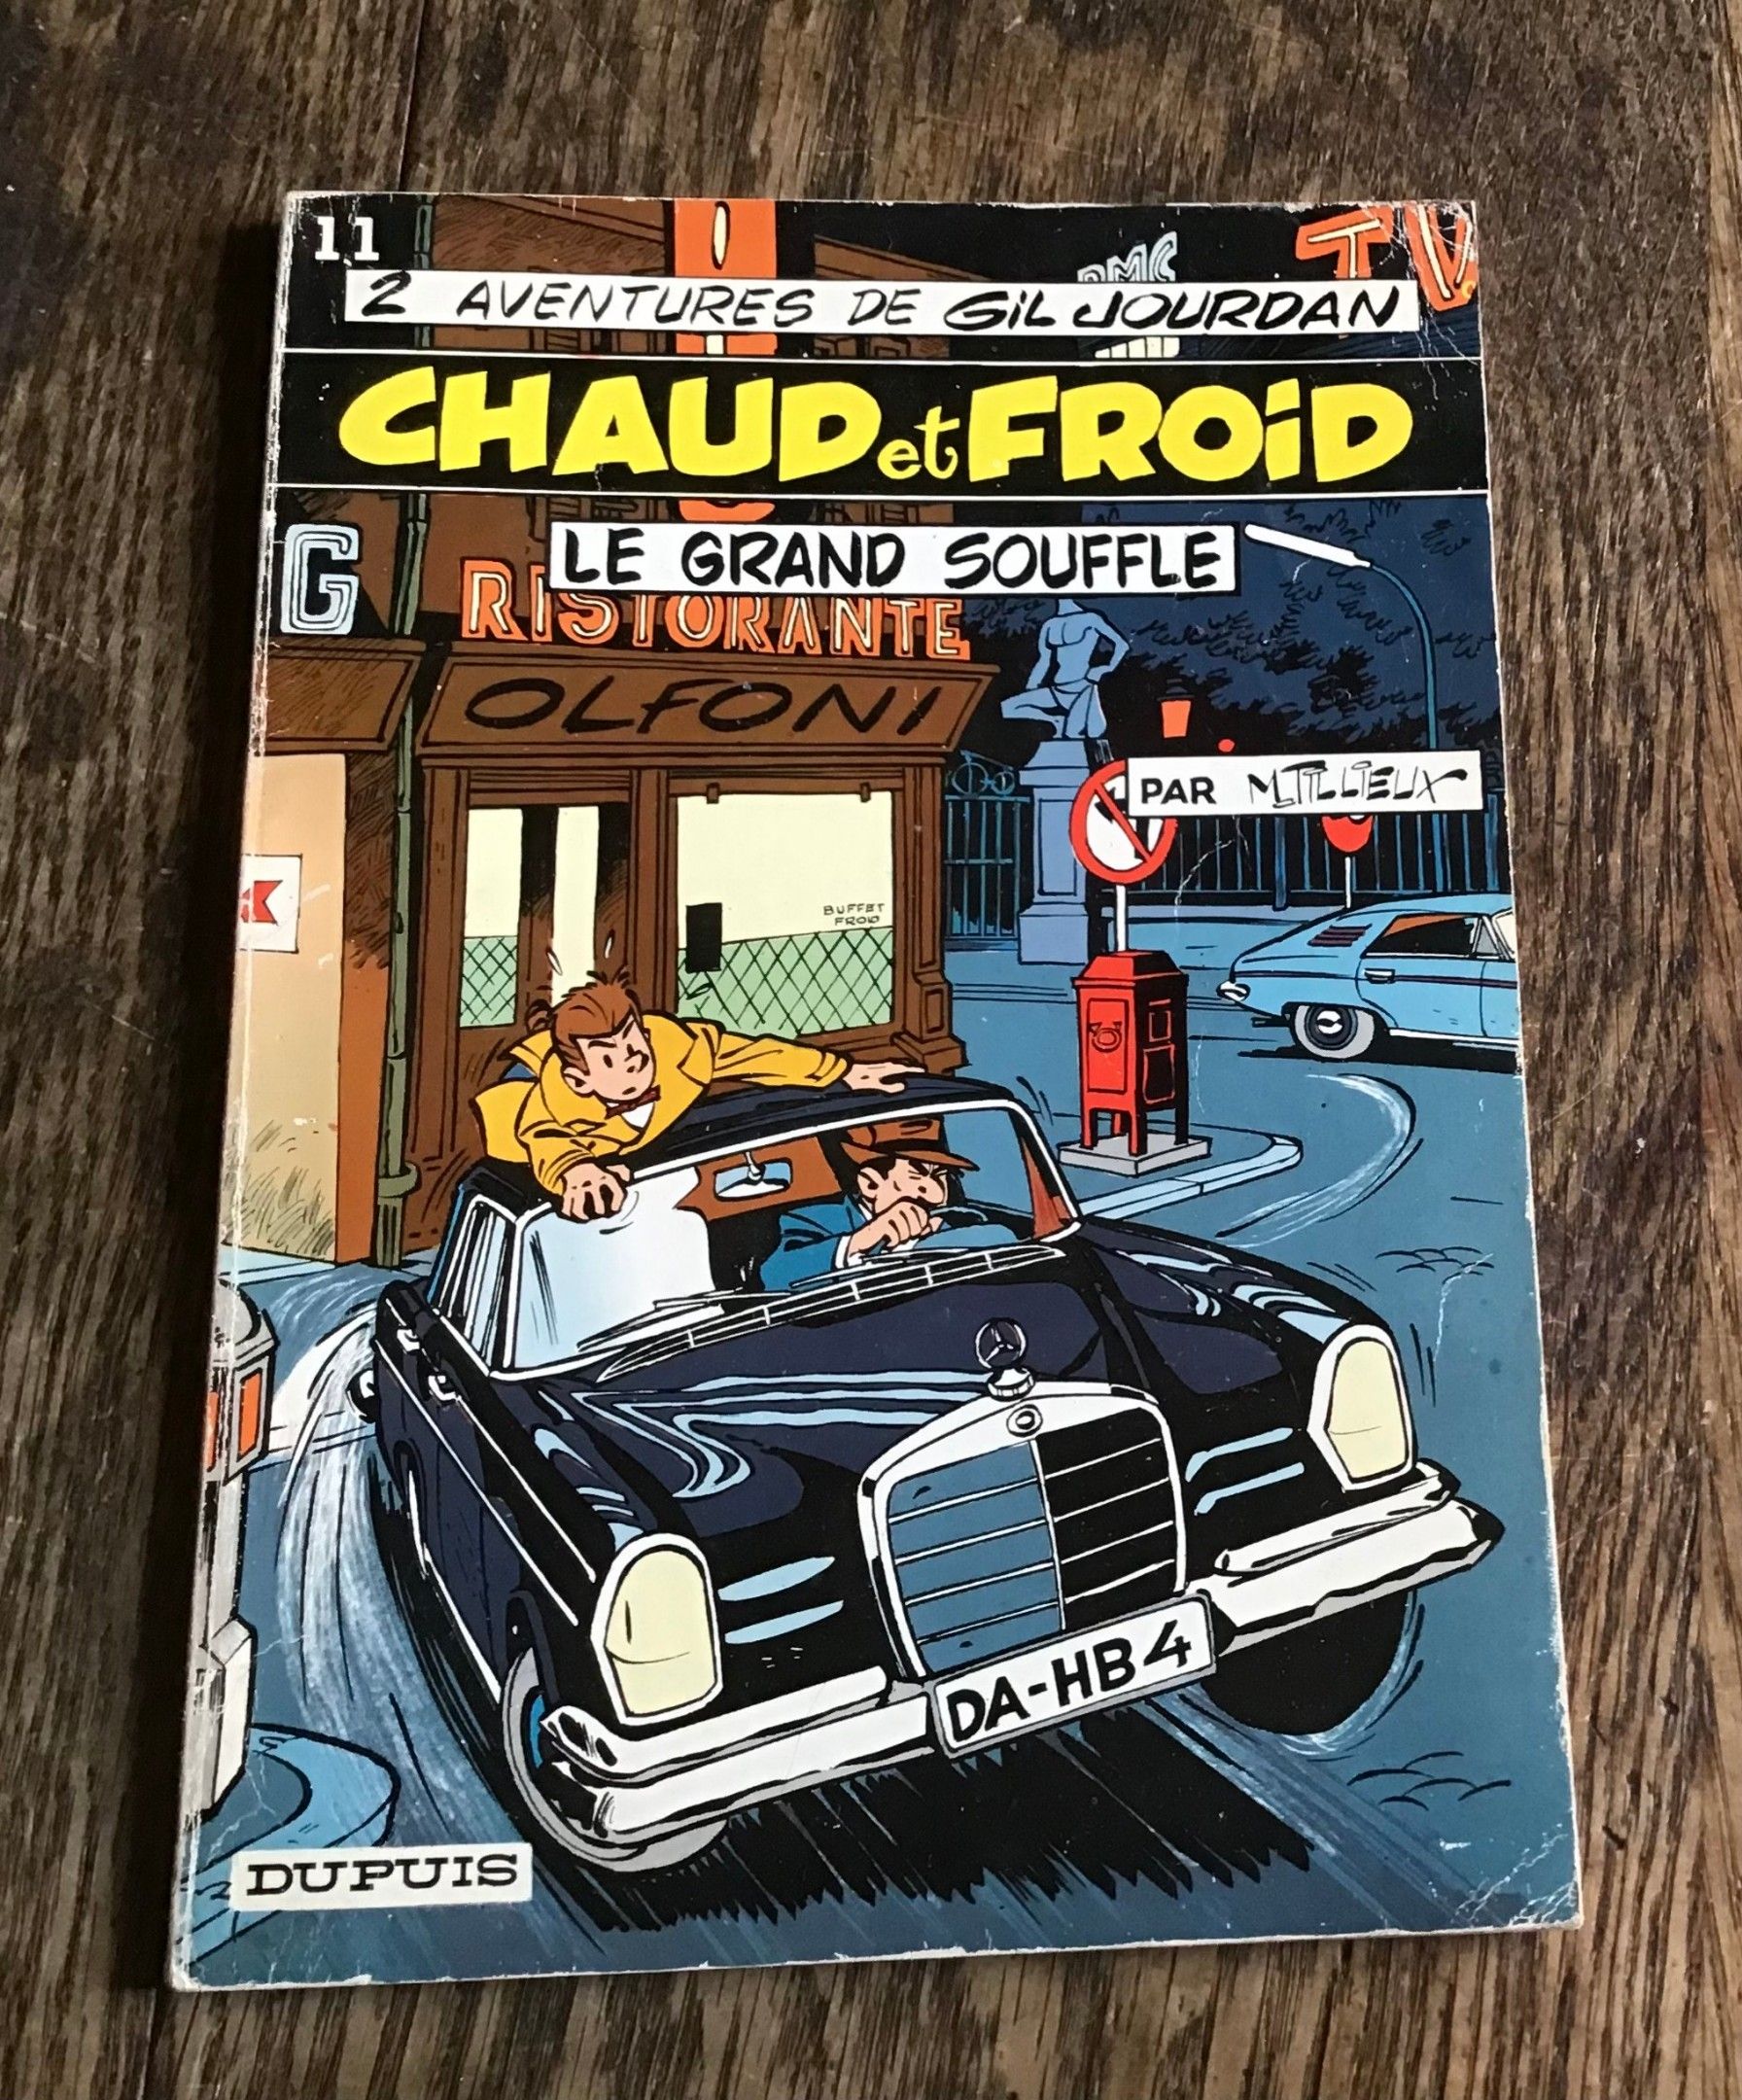 11
2 AVENTURES DE GIL JOURDAN
CHAUD et FROID
LE GRAND SOUFFLE
G
RISTORANTE
OLFONI
PAR M. TILLIEUX
BUFFET
FROID
DA-HB 4
DUPUIS